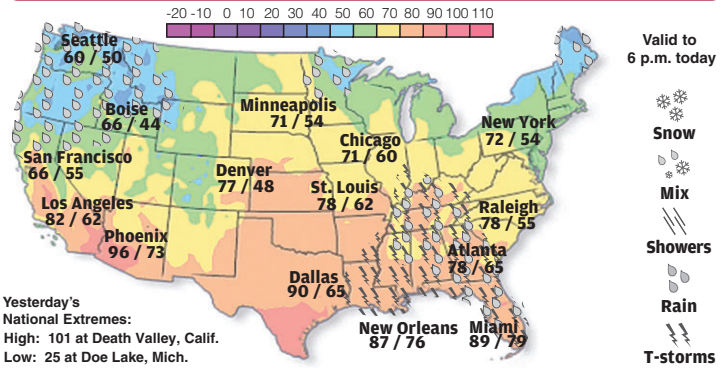 -20 -10 0 10 20 30 40 50 60 70 80 90 100 110
Valid to
6 p.m. today
Snow
Mix
Showers
Rain
T-storms
Seattle
60 / 50
Boise
66 / 44
Minneapolis
71 / 54
Chicago
71 / 60
New York
72 / 54
San Francisco
66 / 55
Denver
77 / 48
St. Louis
78 / 62
Los Angeles
82 / 62
Raleigh
78 / 55
Phoenix
96 / 73
Atlanta
78 / 65
Dallas
90 / 65
New Orleans
87 / 76
Miami
89 / 79
Yesterday's
National Extremes:
High: 101 at Death Valley, Calif.
Low: 25 at Doe Lake, Mich.